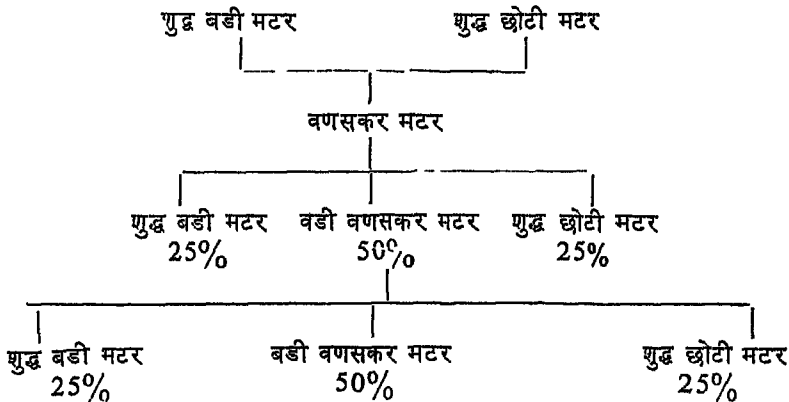 शुद्व बडी मटर शुद्ध छोटी मटर
वणसकर मटर
शुद्ध बडी मटर वडी वणसकर मटर शुद्ध छोटी मटर
25% 50% 25%
शुद्ध बडी मटर बडी वणसकर मटर शुद्ध छोटी मटर
25% 50% 25%